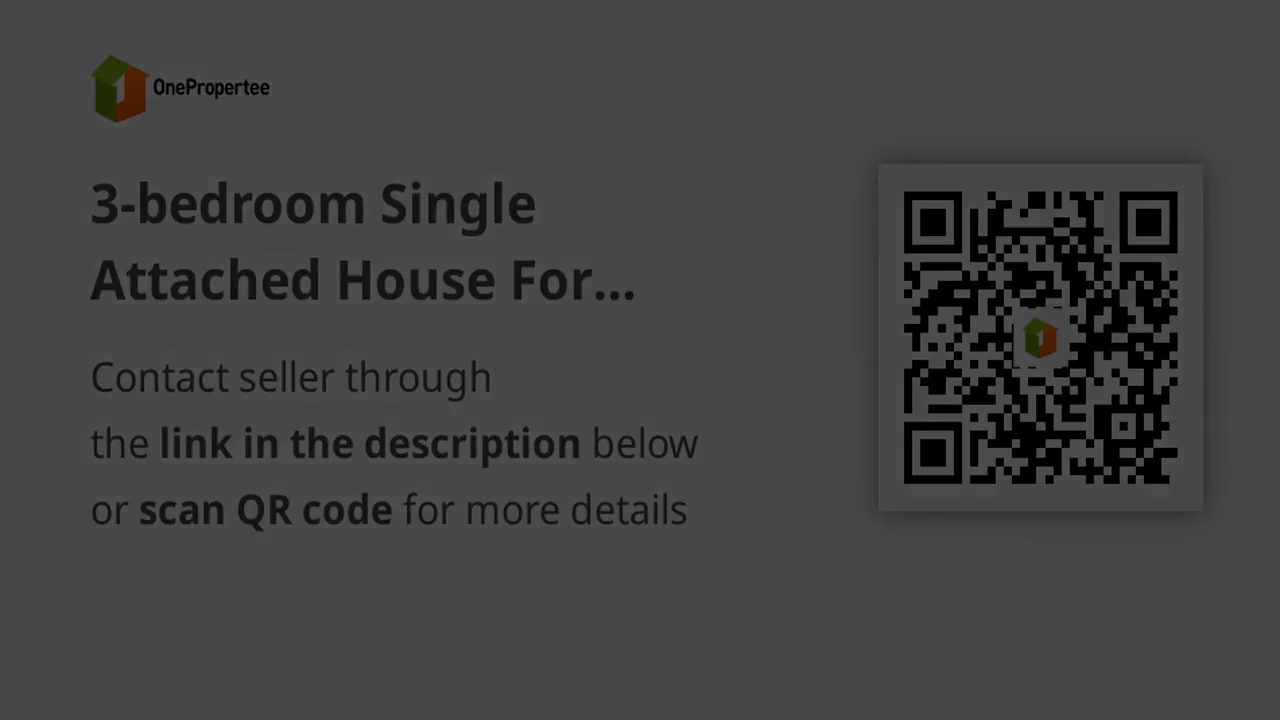 OnePropertee
3-bedroom Single
Attached House For...
Contact seller through
the link in the description below
or scan QR code for more details